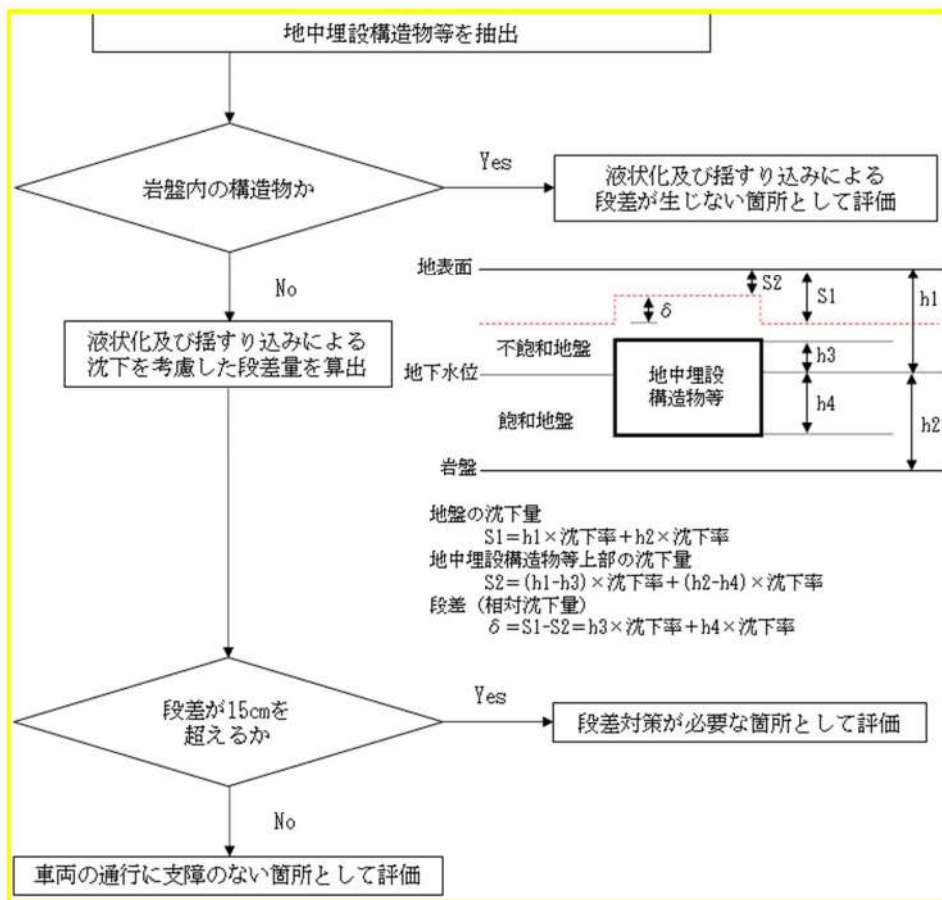 地中埋設構造物等を抽出
岩盤内の構造物か
Yes
液状化及び揺すり込みによる
段差が生じない箇所として評価
No
液状化及び揺すり込みによる
沈下を考慮した段差量を算出
地表面
S2
S1
h1
δ
不飽和地盤
h3
地下水位
地中埋設
構造物等
h4
飽和地盤
h2
岩盤
地盤の沈下量
S1=h1×沈下率+h2×沈下率
地中埋設構造物等上部の沈下量
S2=(h1-h3)×沈下率+(h2-h4)×沈下率
段差(相対沈下量)
δ=S1-S2=h3×沈下率+h4×沈下率
段差が15cmを
超えるか
Yes
段差対策が必要な箇所として評価
No
車両の通行に支障のない箇所として評価